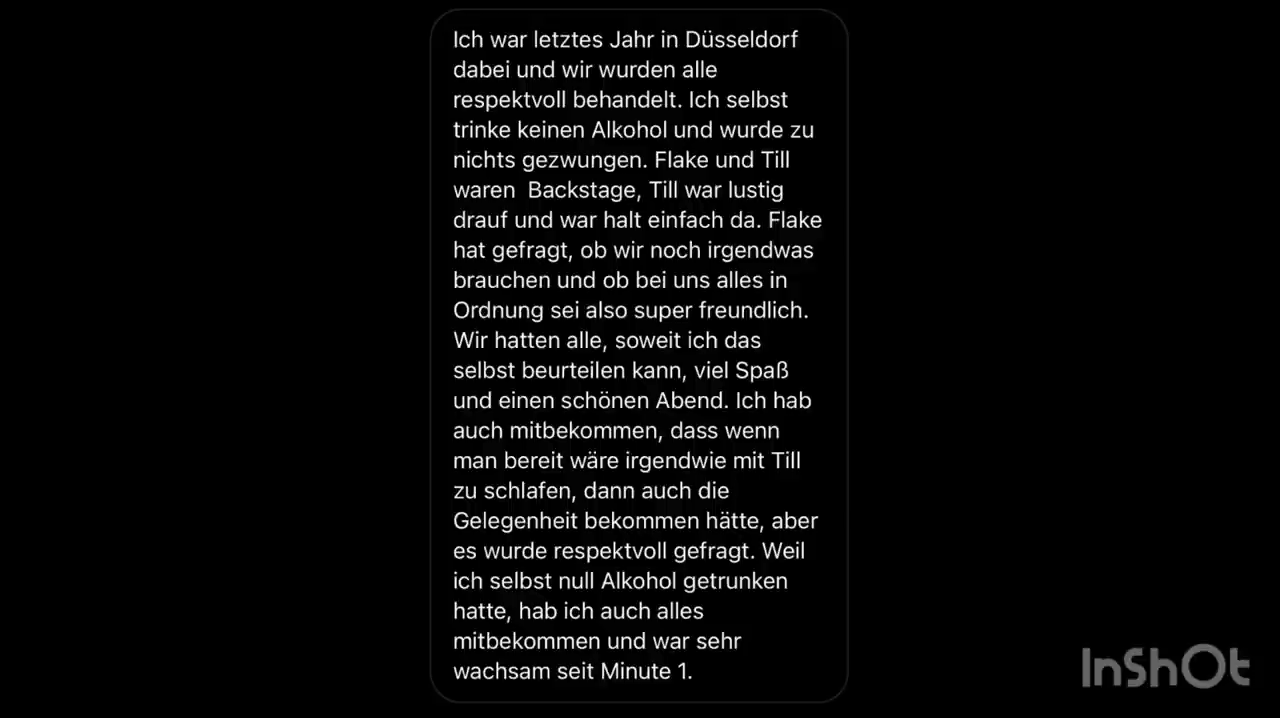 Ich war letztes Jahr in Düsseldorf
dabei und wir wurden alle
respektvoll behandelt. Ich selbst
trinke keinen Alkohol und wurde zu
nichts gezwungen. Flake und Till
waren  Backstage, Till war lustig
drauf und war halt einfach da. Flake
hat gefragt, ob wir noch irgendwas
brauchen und ob bei uns alles in
Ordnung sei also super freundlich.
Wir hatten alle, soweit ich das
selbst beurteilen kann, viel Spaß
und einen schönen Abend. Ich hab
auch mitbekommen, dass wenn
man bereit wäre irgendwie mit Till
zu schlafen, dann auch die
Gelegenheit bekommen hätte, aber
es wurde respektvoll gefragt. Weil
ich selbst null Alkohol getrunken
hatte, hab ich auch alles
mitbekommen und war sehr
wachsam seit Minute 1.
InShOt